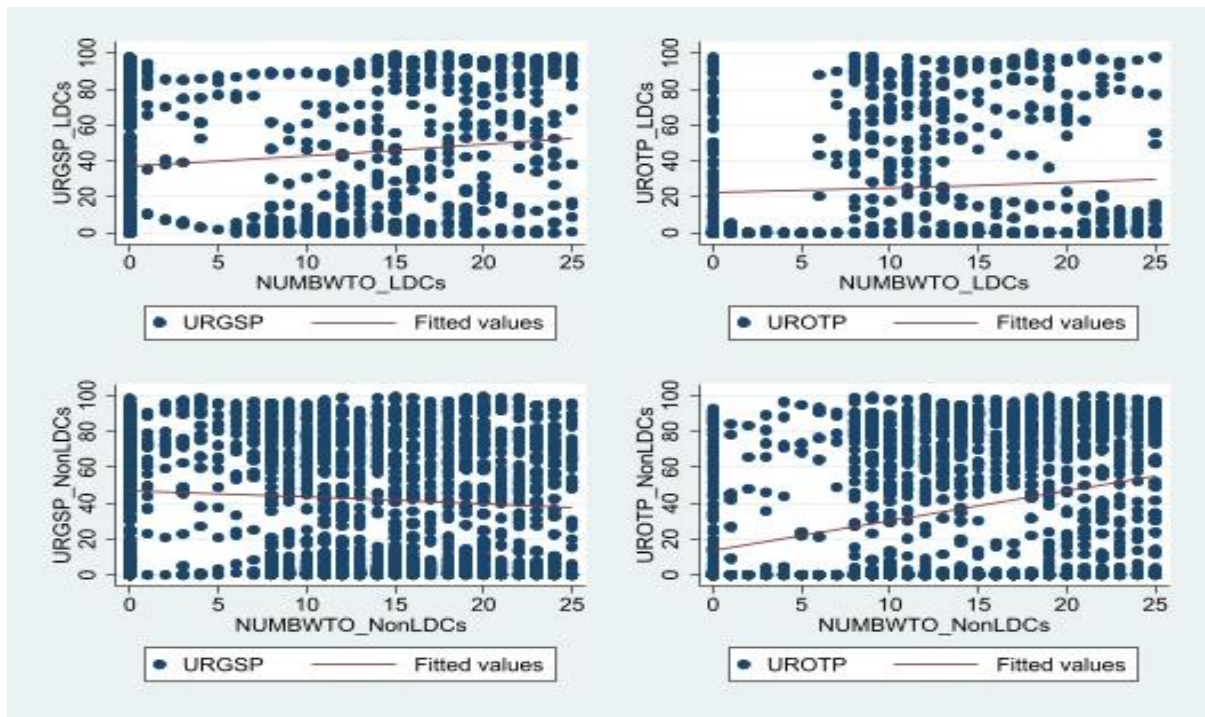 URGSP_LDCs
100
80
60
40
20
0
0 5 10 15 20 25
NUMBWTO_LDCs
URGSP Fitted values
UROTP_LDCs
100
80
60
40
20
0
0 5 10 15 20 25
NUMBWTO_LDCs
UROTP Fitted values
URGSP_NonLDCs
100
80
60
40
20
0
0 5 10 15 20 25
NUMBWTO_NonLDCs
URGSP Fitted values
UROTP_NonLDCs
100
80
60
40
20
0
0 5 10 15 20 25
NUMBWTO_NonLDCs
UROTP Fitted values